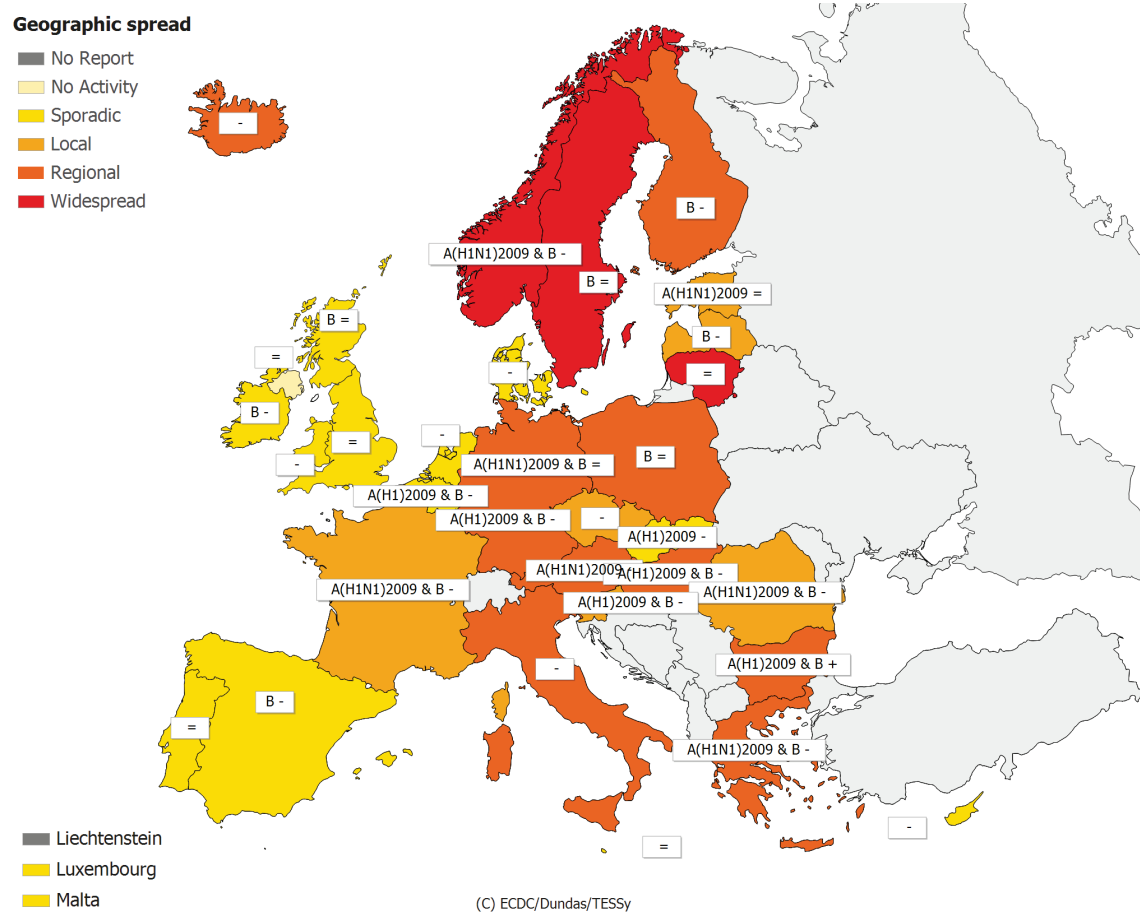 Geographic spread
No Report
No Activity
Sporadic
Local
Regional
Widespread
-
B -
A(H1N1)2009 & B -
B =
A(H1N1)2009 =
B =
B -
=
=
-
B -
-
=
B =
-
A(H1N1)2009 & B =
A(H1)2009 & B -
A(H1)2009 & B -
-
A(H1)2009 -
A(H1N1)2009
A(H1)2009 & B -
A(H1N1)2009 & B -
A(H1N1)2009 & B -
A(H1)2009 & B -
-
A(H1)2009 & B +
B -
=
A(H1N1)2009 & B -
-
=
Liechtenstein
Luxembourg
Malta
(C) ECDC/Dundas/TESSy